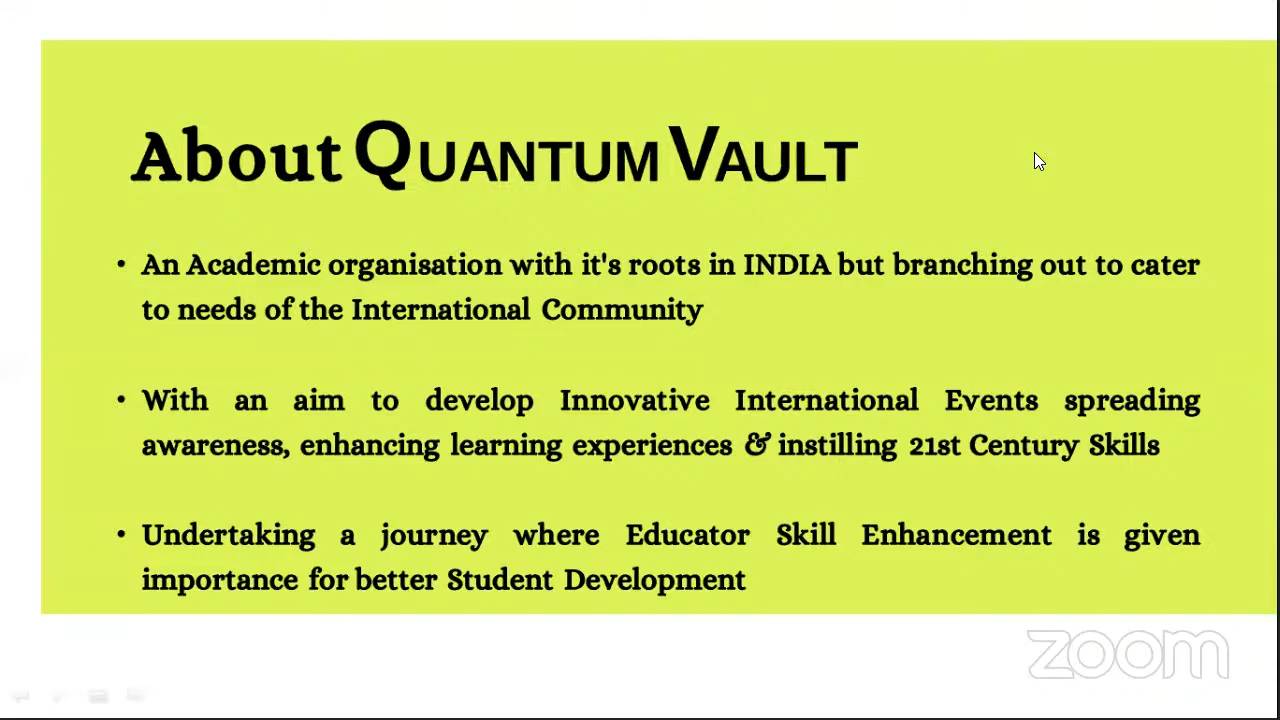 About QUANTUM VAULT
• An Academic organisation with it's roots in INDIA but branching out to cater
to needs of the International Community
• With an aim to develop Innovative International Events spreading
awareness, enhancing learning experiences & instilling 21st Century Skills
• Undertaking a journey where Educator Skill Enhancement is given
importance for better Student Development
zoom